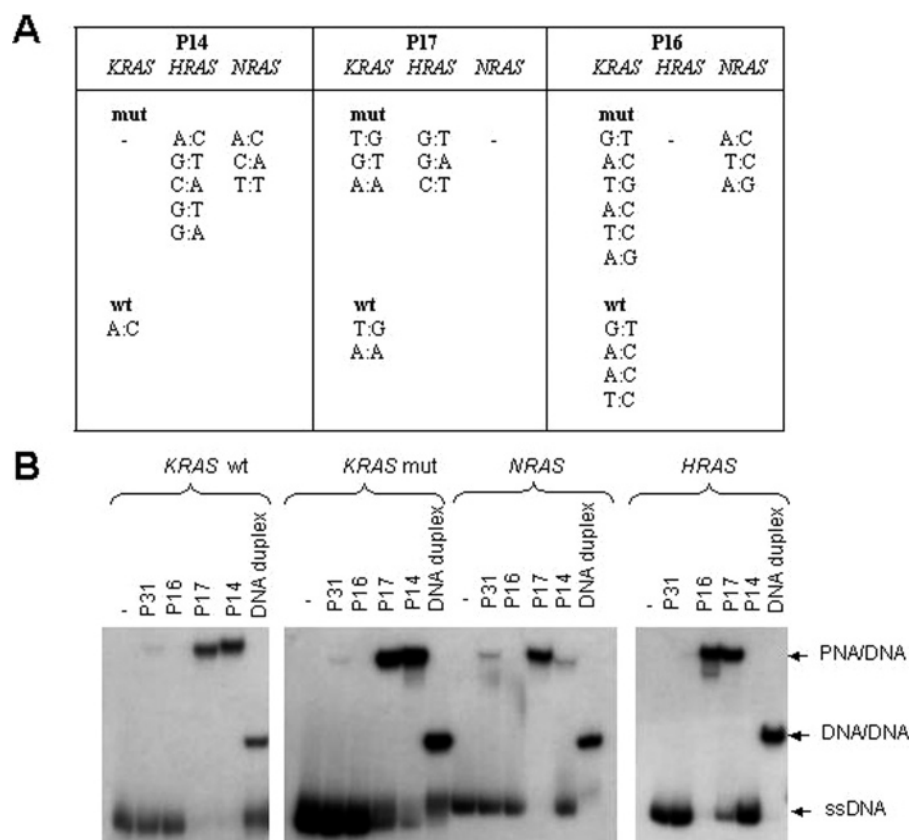 A
P14 P17 P16
KRAS HRAS NRAS KRAS HRAS NRAS KRAS HRAS NRAS
mut mut mut
- A:C A:C T:G G:T - G:T - A:C
G:T C:A G:T G:A A:C T:C
C:A T:T A:A C:T T:G A:G
G:T A:C
G:A T:C
A:G
wt wt wt
A:C T:G G:T
A:A A:C
A:C
T:C
B
KRAS wt KRAS mut NRAS HRAS
- P31 P16 P17 P14 DNA duplex - P31 P16 P17 P14 DNA duplex - P31 P16 P17 P14 DNA duplex - P31 P16 P17 P14 DNA duplex
PNA/DNA
DNA/DNA
ssDNA